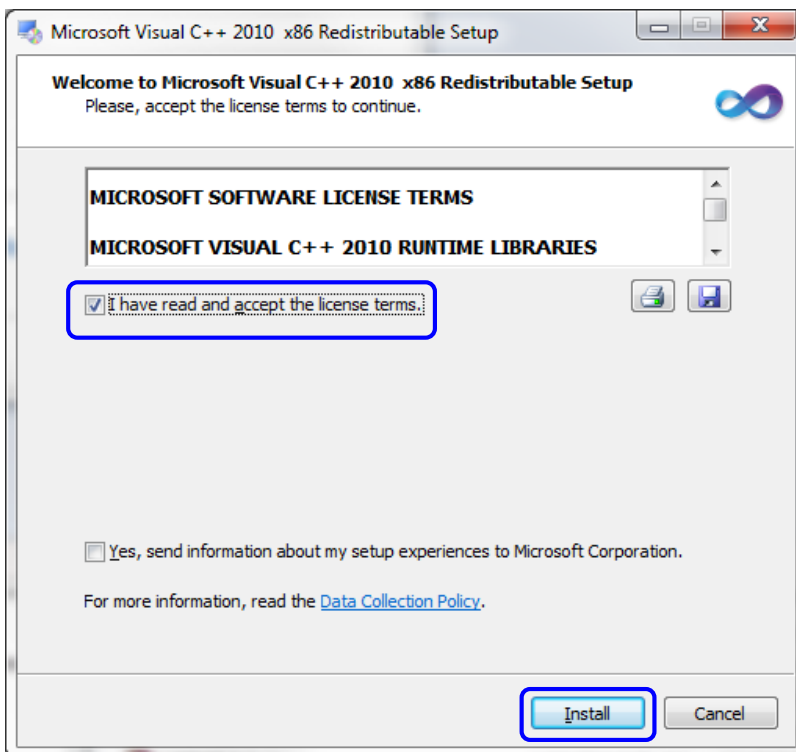 Microsoft Visual C++ 2010  x86 Redistributable Setup
Welcome to Microsoft Visual C++ 2010  x86 Redistributable Setup
Please, accept the license terms to continue.
MICROSOFT SOFTWARE LICENSE TERMS
MICROSOFT VISUAL C++ 2010 RUNTIME LIBRARIES
I have read and accept the license terms.
Yes, send information about my setup experiences to Microsoft Corporation.
For more information, read the Data Collection Policy.
Install Cancel